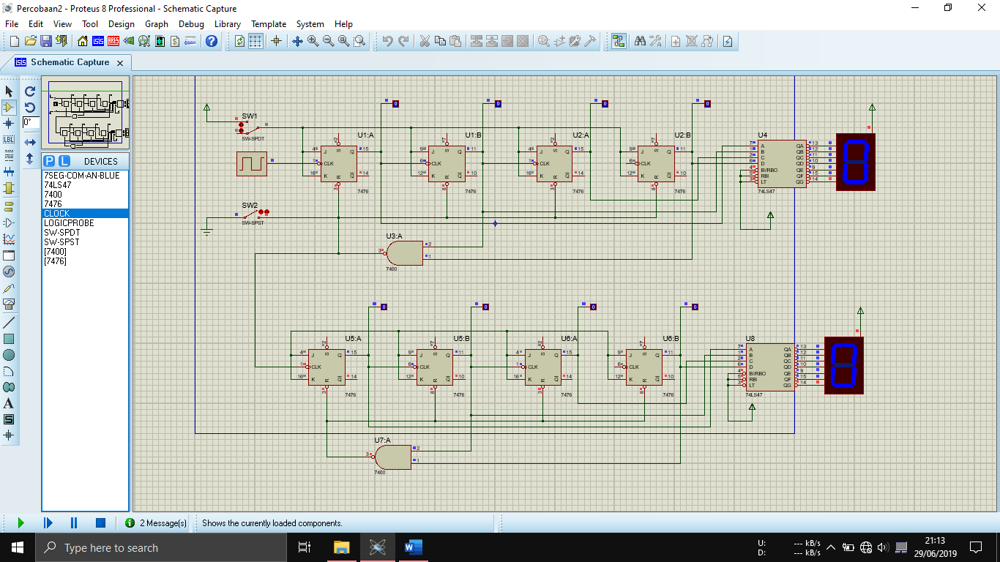 Percobaan2 - Proteus 8 Professional - Schematic Capture
File Edit View Tool Design Graph Debug Library Template System Help
Schematic Capture
0°
LBL
P L DEVICES
7SEG-COM-AN-BLUE
74LS47
7400
7476
CLOCK
LOGICPROBE
SW-SPDT
SW-SPST
[7400]
[7476]
A
S
0 0 0 0
SW1
SW-SPDT
U1:A U1:B U2:A U2:B U4
4 J S Q 15 9 J S Q 11 4 J S Q 15 9 J S Q 11
1 CLK 6 CLK 1 CLK 6 CLK
16 K R Q 14 12 K R Q 10 16 K R Q 14 12 K R Q 10
2 7 2 7
3 8 3 8
7476 7476 7476 7476
7 A QA 13
1 B QB 12
2 C QC 11
6 D QD 10
4 BI/RBO QE 9
5 RBI QF 15
3 LT QG 14
74LS47
SW2
SW-SPST
U3:A
3 2
1
7400
0 0 0 0
U5:A U5:B U6:A U6:B U8
4 J S Q 15 9 J S Q 11 4 J S Q 15 9 J S Q 11
1 CLK 6 CLK 1 CLK 6 CLK
16 K R Q 14 12 K R Q 10 16 K R Q 14 12 K R Q 10
2 7 2 7
3 8 3 8
7476 7476 7476 7476
7 A QA 13
1 B QB 12
2 C QC 11
6 D QD 10
4 BI/RBO QE 9
5 RBI QF 15
3 LT QG 14
74LS47
U7:A
3 2
1
7400
2 Message(s) Shows the currently loaded components.
Type here to search
U: --- kB/s
D: --- kB/s
21:13
29/06/2019